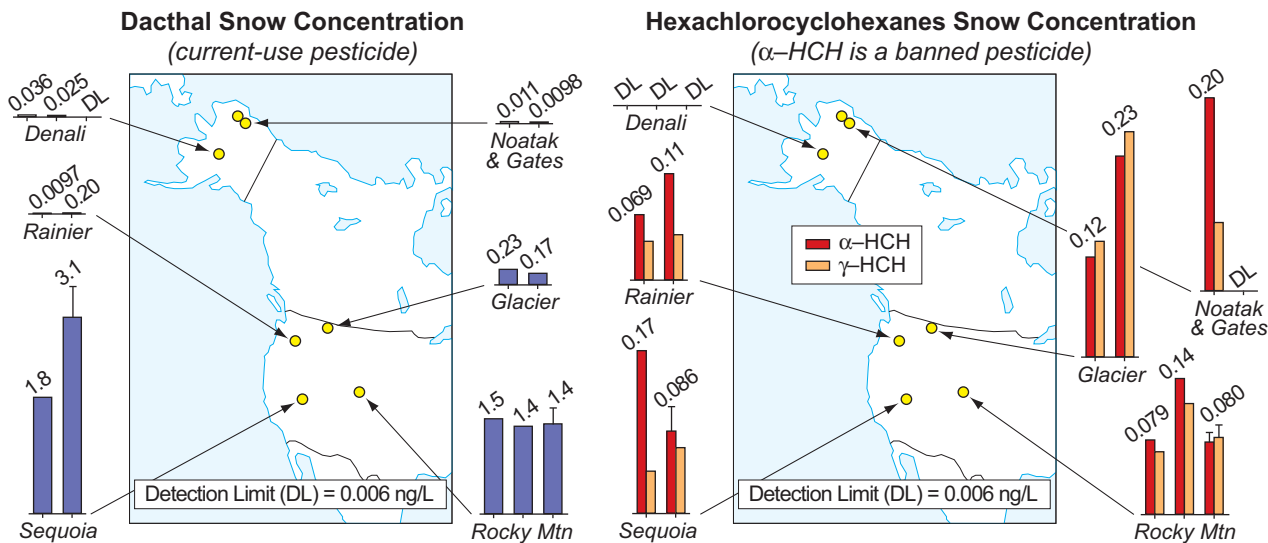 Dacthal Snow Concentration
(current-use pesticide)
0.036
0.025
DL
Denali
0.011
0.0098
Noatak
& Gates
0.0097
0.20
Rainier
0.23
0.17
Glacier
1.8
3.1
Sequoia
1.5
1.4
1.4
Rocky Mtn
Detection Limit (DL) = 0.006 ng/L
Hexachlorocyclohexanes Snow Concentration
(α–HCH is a banned pesticide)
DL
DL
DL
Denali
0.069
0.11
Rainier
α–HCH
γ–HCH
0.12
0.23
Glacier
0.20
DL
Noatak
& Gates
0.17
0.086
Sequoia
0.079
0.14
0.080
Rocky Mtn
Detection Limit (DL) = 0.006 ng/L